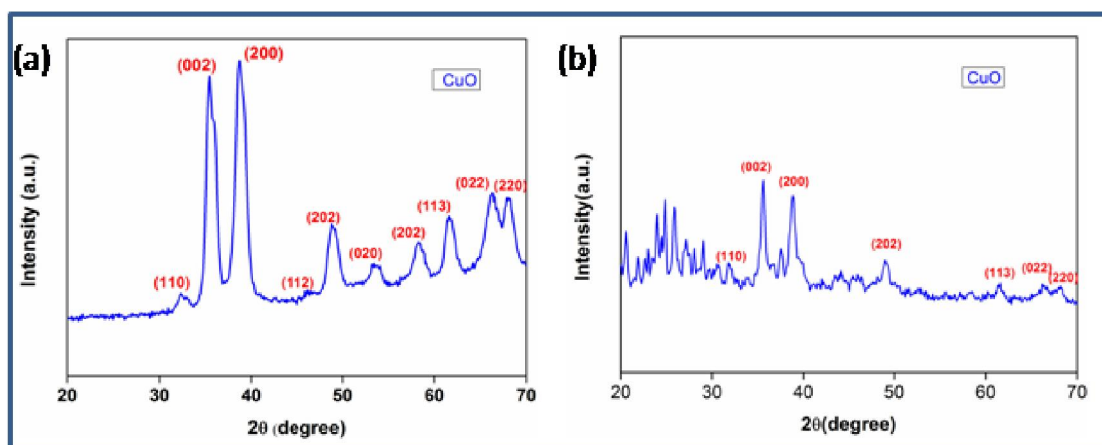 (a)
(002)
(200)
CuO
(110)
(112)
(202)
(020)
(202)
(113)
(022)
(220)
Intensity (a.u.)
20 30 40 50 60 70
2θ (degree)
(b)
CuO
(002)
(200)
(110)
(202)
(113)
(022)
(220)
Intensity(a.u.)
20 30 40 50 60 70
2θ(degree)